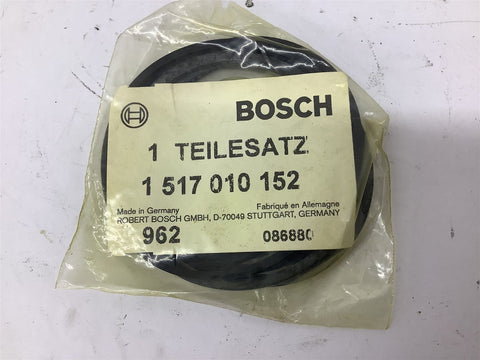 BOSCH
1 TEILESATZ
1 517 010 152
Made in Germany Fabriqué en Allemagne
ROBERT BOSCH GMBH, D-70049 STUTTGART, GERMANY
962 086880